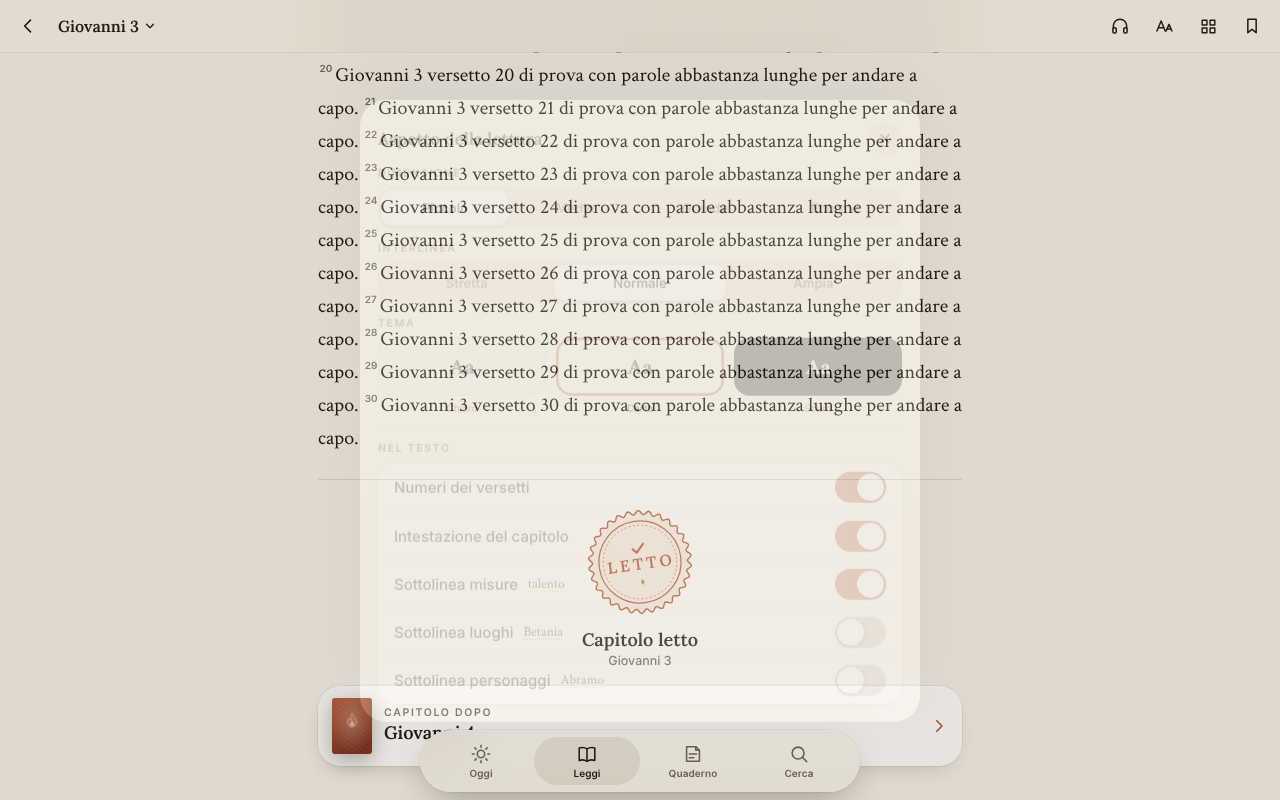 Giovanni 3
20 Giovanni 3 versetto 20 di prova con parole abbastanza lunghe per andare a
capo. 21 Giovanni 3 versetto 21 di prova con parole abbastanza lunghe per andare a
Aspetto della lettura
capo. 22 Giovanni 3 versetto 22 di prova con parole abbastanza lunghe per andare a
capo. 23 Giovanni 3 versetto 23 di prova con parole abbastanza lunghe per andare a
capo. 24 Giovanni 3 versetto 24 di prova con parole abbastanza lunghe per andare a
capo. 25 Giovanni 3 versetto 25 di prova con parole abbastanza lunghe per andare a
INTERLINEA
capo. 26 Giovanni 3 versetto 26 di prova con parole abbastanza lunghe per andare a
Stretta Normale Ampia
capo. 27 Giovanni 3 versetto 27 di prova con parole abbastanza lunghe per andare a
TEMA
capo. 28 Giovanni 3 versetto 28 di prova con parole abbastanza lunghe per andare a
Aa Aa Aa
capo. 29 Giovanni 3 versetto 29 di prova con parole abbastanza lunghe per andare a
capo. 30 Giovanni 3 versetto 30 di prova con parole abbastanza lunghe per andare a
capo.
NEL TESTO
Numeri dei versetti
Intestazione del capitolo
LETTO
Sottolinea misure talento
Sottolinea luoghi Betania
Capitolo letto
Giovanni 3
Sottolinea personaggi Abramo
CAPITOLO DOPO
Giovanni 4
Oggi Leggi Quaderno Cerca